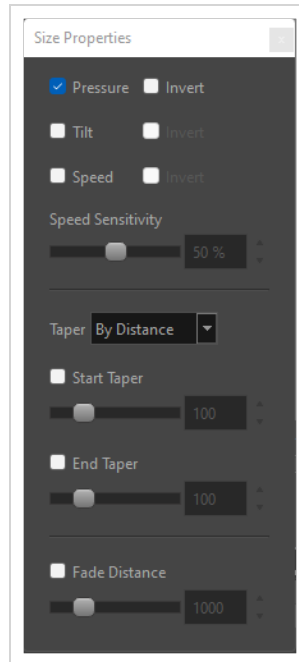 Size Properties
Pressure Invert
Tilt Invert
Speed Invert
Speed Sensitivity
50 %
Taper By Distance
Start Taper
100
End Taper
100
Fade Distance
1000